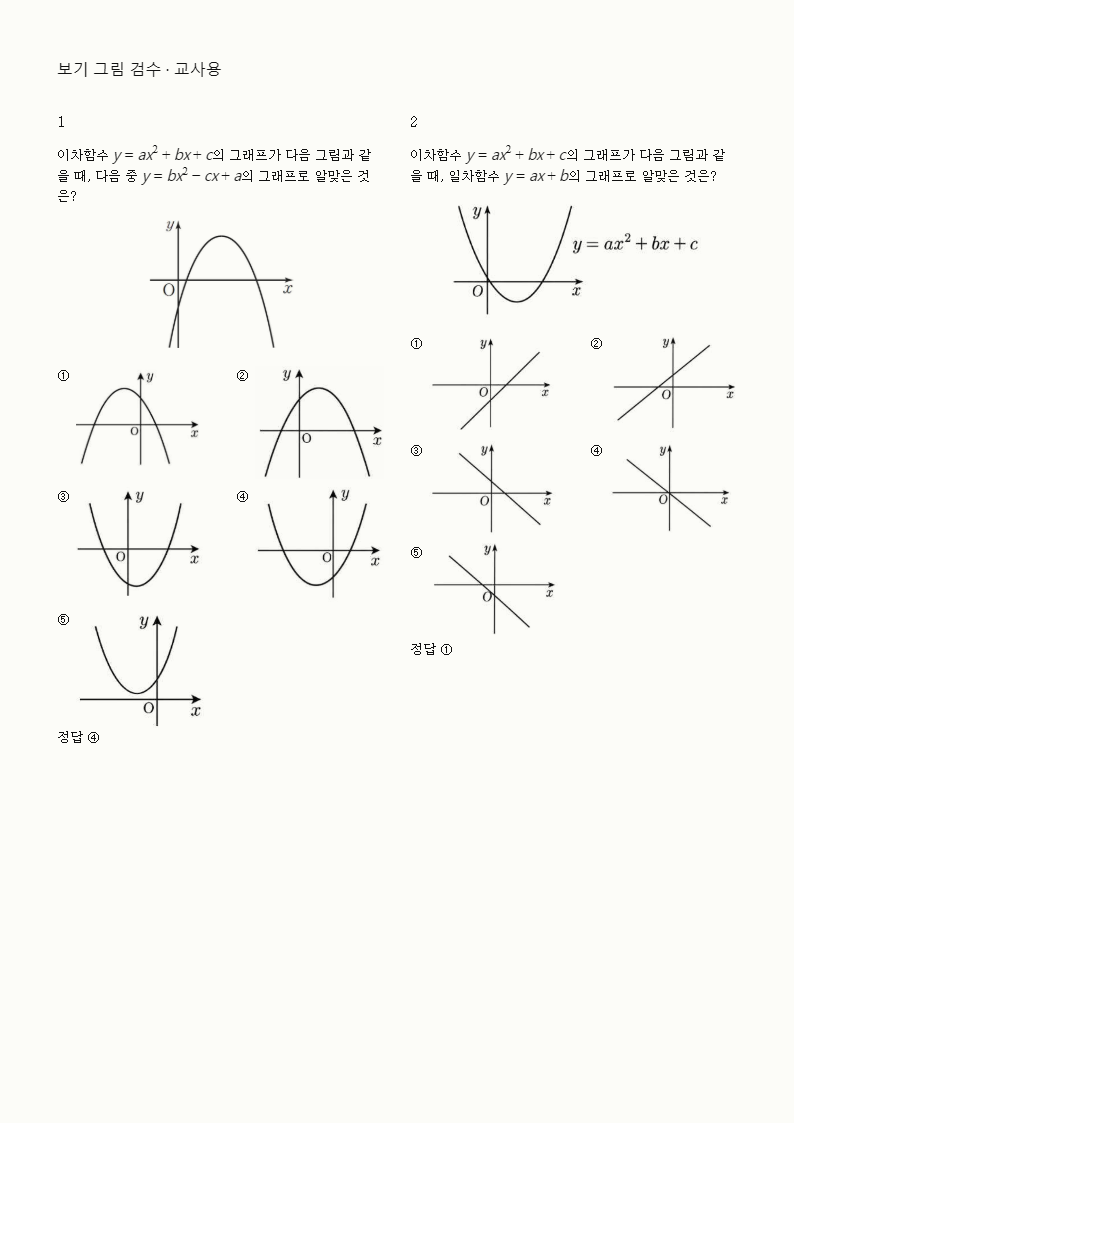 보기 그림 검수 · 교사용
1
이차함수 y = ax² + bx + c의 그래프가 다음 그림과 같
을 때, 다음 중 y = bx² − cx + a의 그래프로 알맞은 것
은?
y
O
x
①
y
O
x
②
y
O
x
③
y
O
x
④
y
O
x
⑤
y
O
x
정답 ④
2
이차함수 y = ax² + bx + c의 그래프가 다음 그림과 같
을 때, 일차함수 y = ax + b의 그래프로 알맞은 것은?
y
y = ax² + bx + c
O
x
①
y
O
x
②
y
O
x
③
y
O
x
④
y
O
x
⑤
y
O
x
정답 ①